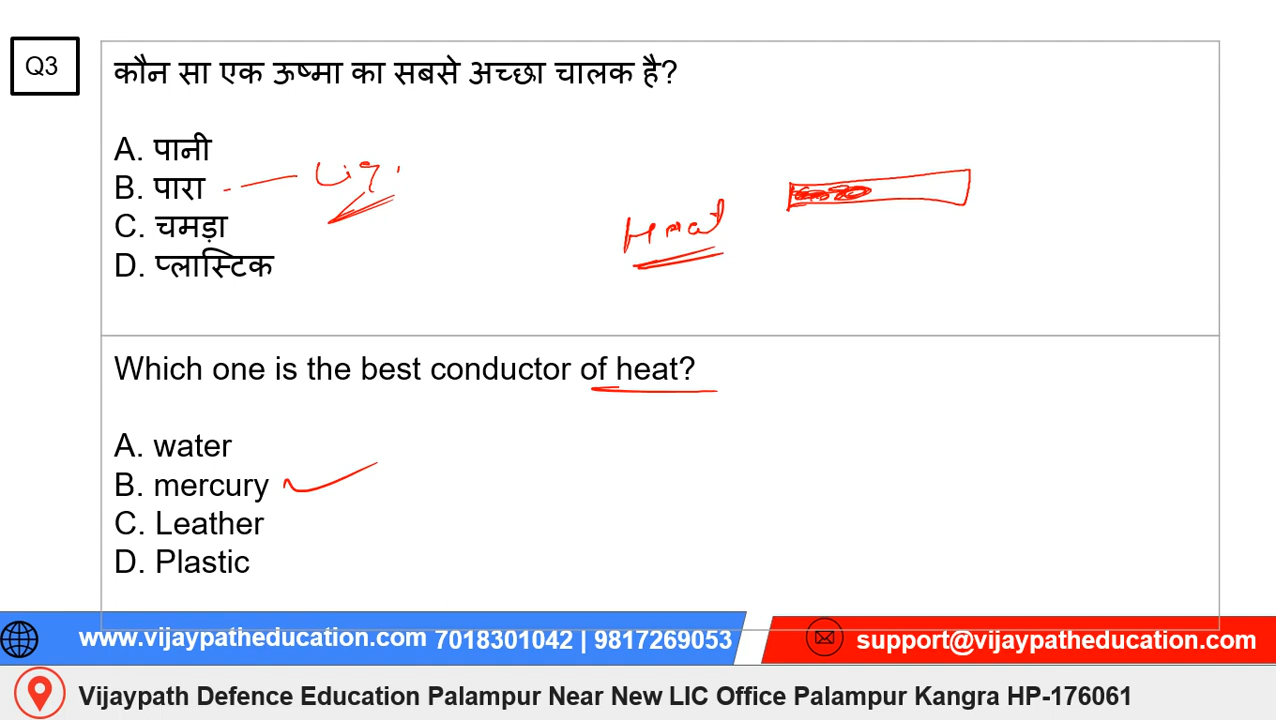 Q3
कौन सा एक ऊष्मा का सबसे अच्छा चालक है?
A. पानी
B. पारा
Liq.
C. चमड़ा
Heat
D. प्लास्टिक
Which one is the best conductor of heat?
A. water
B. mercury
C. Leather
D. Plastic
www.vijaypatheducation.com 7018301042 | 9817269053
support@vijaypatheducation.com
Vijaypath Defence Education Palampur Near New LIC Office Palampur Kangra HP-176061